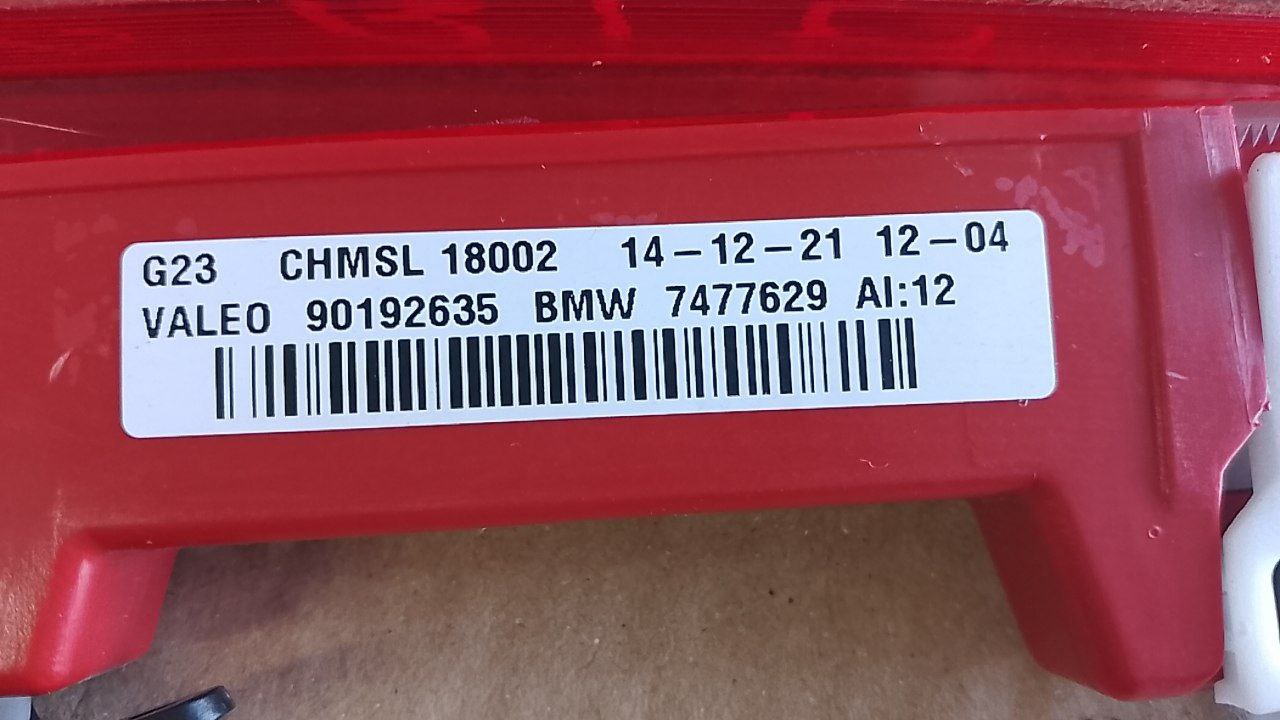 G23 CHMSL 18002 14-12-21 12-04
VALEO 90192635 BMW 7477629 AI:12